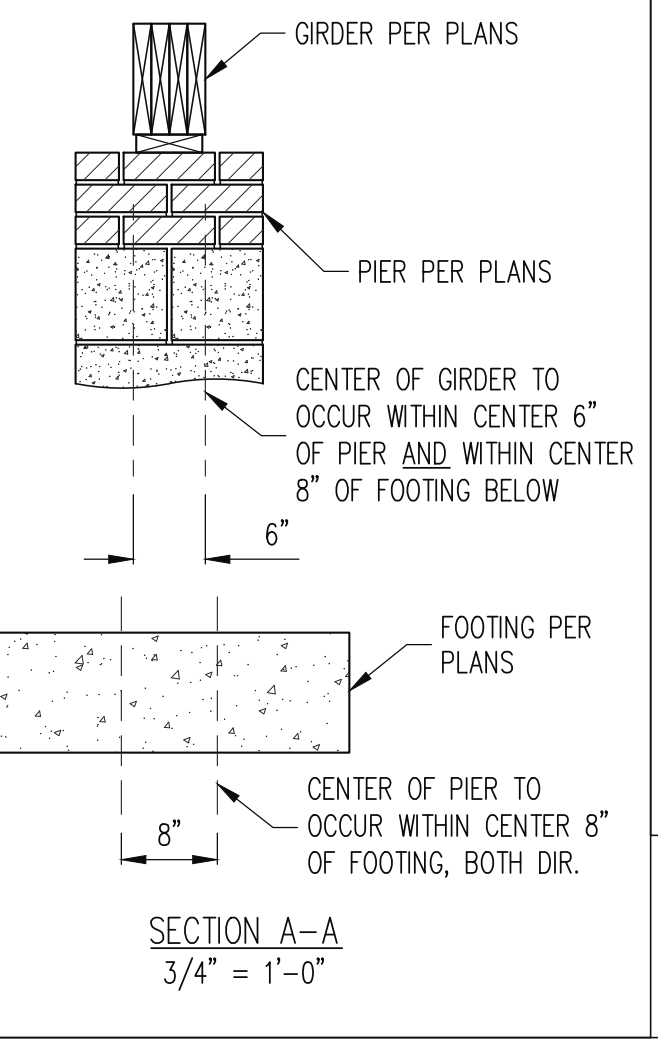 GIRDER PER PLANS
PIER PER PLANS
CENTER OF GIRDER TO
OCCUR WITHIN CENTER 6"
OF PIER AND WITHIN CENTER
8" OF FOOTING BELOW
6"
FOOTING PER
PLANS
CENTER OF PIER TO
OCCUR WITHIN CENTER 8"
OF FOOTING, BOTH DIR.
8"
SECTION A-A
3/4" = 1'-0"